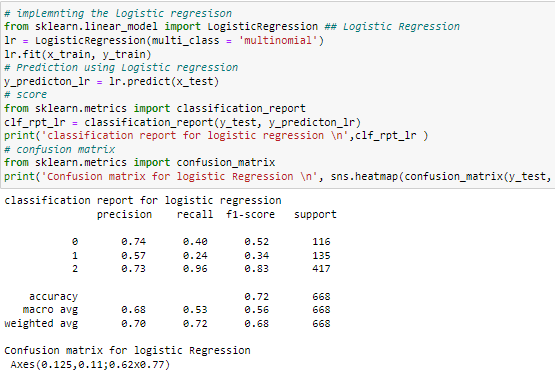 # implemnting the logistic regresison
from sklearn.linear_model import LogisticRegression ## Logistic Regression
lr = LogisticRegression(multi_class = 'multinomial')
lr.fit(x_train, y_train)
# Prediction using Logistic regression
y_predicton_lr = lr.predict(x_test)
# score
from sklearn.metrics import classification_report
clf_rpt_lr = classification_report(y_test, y_predicton_lr)
print('classification report for logistic regression \n',clf_rpt_lr )
# confusion matrix
from sklearn.metrics import confusion_matrix
print('Confusion matrix for logistic Regression \n', sns.heatmap(confusion_matrix(y_test,
classification report for logistic regression
precision recall f1-score support
0 0.74 0.40 0.52 116
1 0.57 0.24 0.34 135
2 0.73 0.96 0.83 417
accuracy 0.72 668
macro avg 0.68 0.53 0.56 668
weighted avg 0.70 0.72 0.68 668
Confusion matrix for logistic Regression
Axes(0.125,0.11;0.62x0.77)